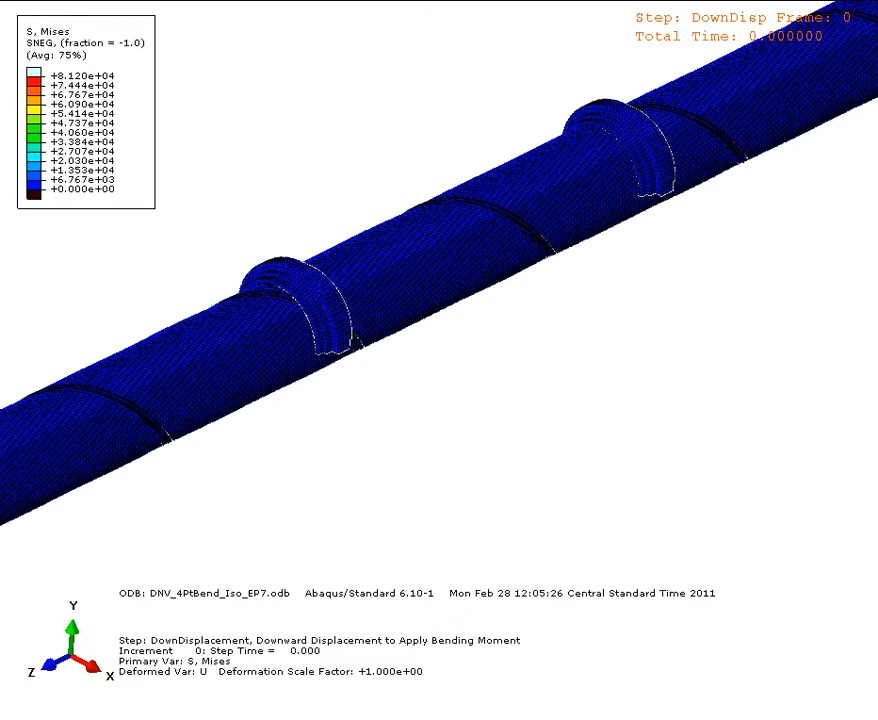 Step: DownDisp Frame: 0
Total Time: 0.000000
S, Mises
SNEG, (fraction = -1.0)
(Avg: 75%)
+8.120e+04
+7.444e+04
+6.767e+04
+6.090e+04
+5.414e+04
+4.737e+04
+4.060e+04
+3.384e+04
+2.707e+04
+2.030e+04
+1.353e+04
+6.767e+03
+0.000e+00
ODB: DNV_4PtBend_Iso_EP7.odb    Abaqus/Standard 6.10-1    Mon Feb 28 12:05:26 Central Standard Time 2011
Y
Z
X
Step: DownDisplacement, Downward Displacement to Apply Bending Moment
Increment    0: Step Time =    0.000
Primary Var: S, Mises
Deformed Var: U   Deformation Scale Factor: +1.000e+00